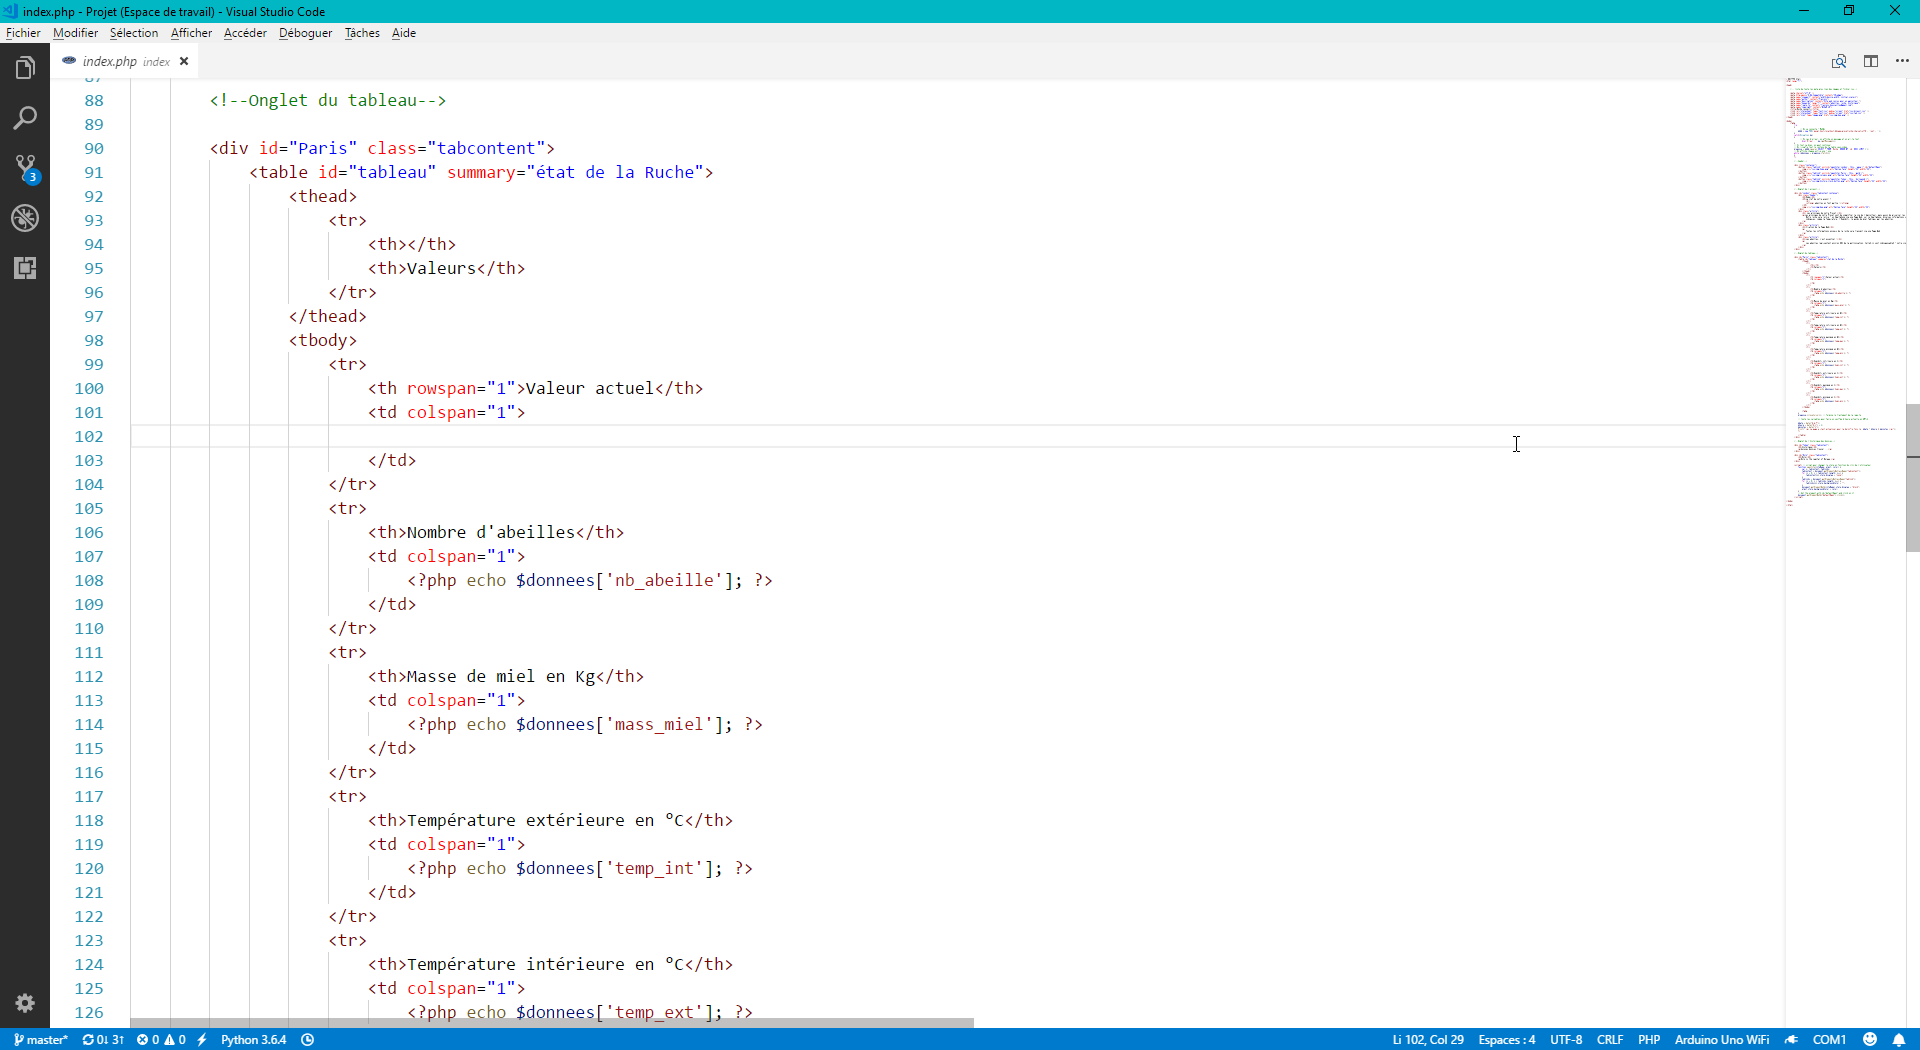 index.php - Projet (Espace de travail) - Visual Studio Code
Fichier Modifier Sélection Afficher Accéder Déboguer Tâches Aide
index.php index
87
88 <!--Onglet du tableau-->
89
90 <div id="Paris" class="tabcontent">
91 <table id="tableau" summary="état de la Ruche">
92 <thead>
93 <tr>
94 <th></th>
95 <th>Valeurs</th>
96 </tr>
97 </thead>
98 <tbody>
99 <tr>
100 <th rowspan="1">Valeur actuel</th>
101 <td colspan="1">
102
103 </td>
104 </tr>
105 <tr>
106 <th>Nombre d'abeilles</th>
107 <td colspan="1">
108 <?php echo $donnees['nb_abeille']; ?>
109 </td>
110 </tr>
111 <tr>
112 <th>Masse de miel en Kg</th>
113 <td colspan="1">
114 <?php echo $donnees['mass_miel']; ?>
115 </td>
116 </tr>
117 <tr>
118 <th>Température extérieure en °C</th>
119 <td colspan="1">
120 <?php echo $donnees['temp_int']; ?>
121 </td>
122 </tr>
123 <tr>
124 <th>Température intérieure en °C</th>
125 <td colspan="1">
126 <?php echo $donnees['temp_ext']; ?>
3
master* 0↓ 3↑ 0 0 Python 3.6.4 Li 102, Col 29 Espaces : 4 UTF-8 CRLF PHP Arduino Uno WiFi COM1